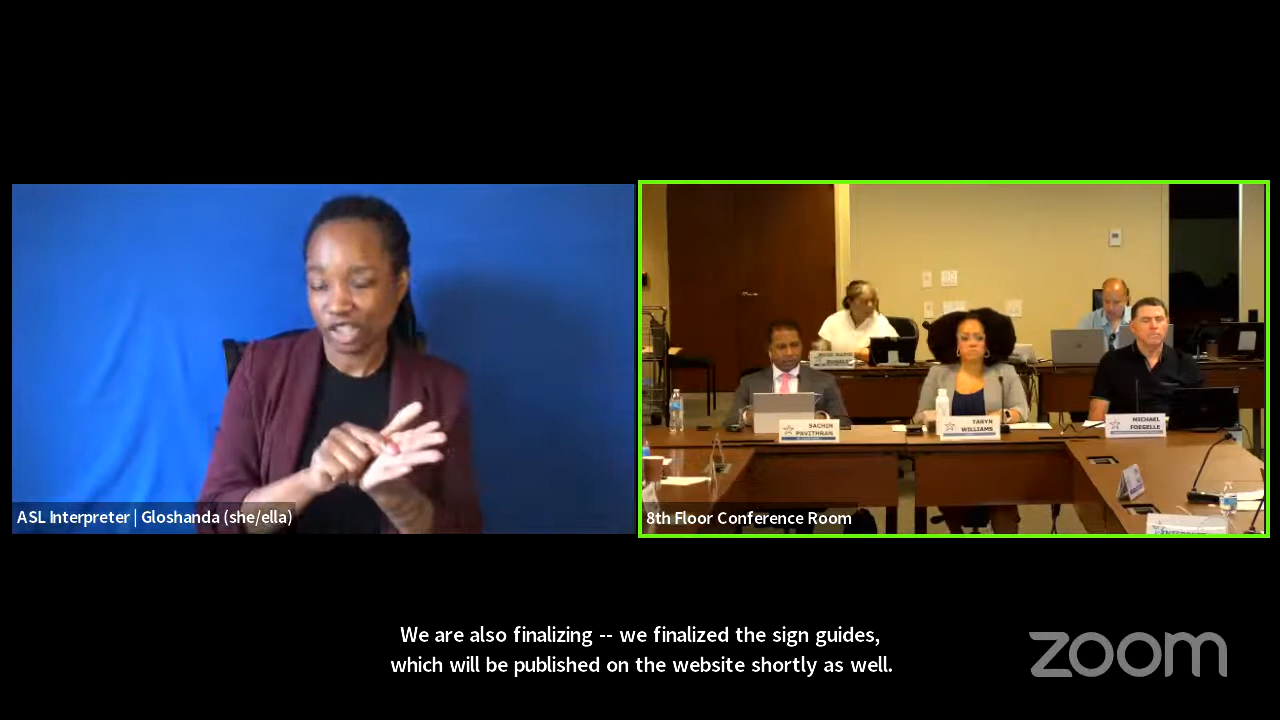 ASL Interpreter | Gloshanda (she/ella)
SACHIN
PAVITHRAN
TARYN
WILLIAMS
MICHAEL
FOEGELLE
8th Floor Conference Room
We are also finalizing -- we finalized the sign guides,
which will be published on the website shortly as well.
zoom